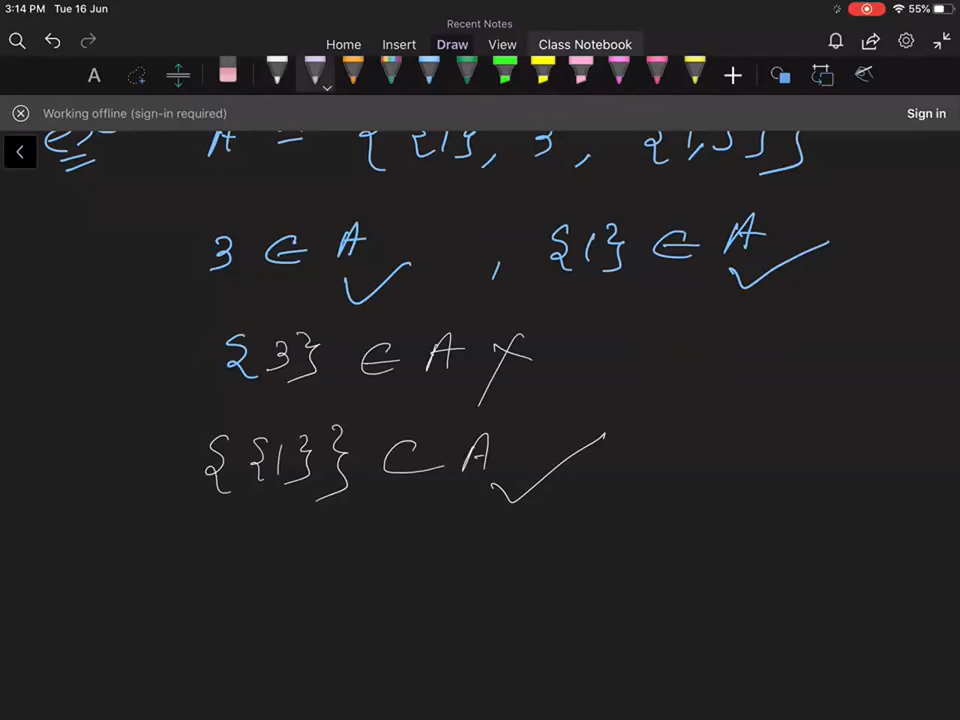 3:14 PM Tue 16 Jun 55%
Recent Notes
Home Insert Draw View Class Notebook
A
Working offline (sign-in required) Sign in
A = { {1}, 3, {1,3}}
3 ∈ A ✓ , {1} ∈ A ✓
{3} ∈ A ✗
{{1}} ⊂ A ✓